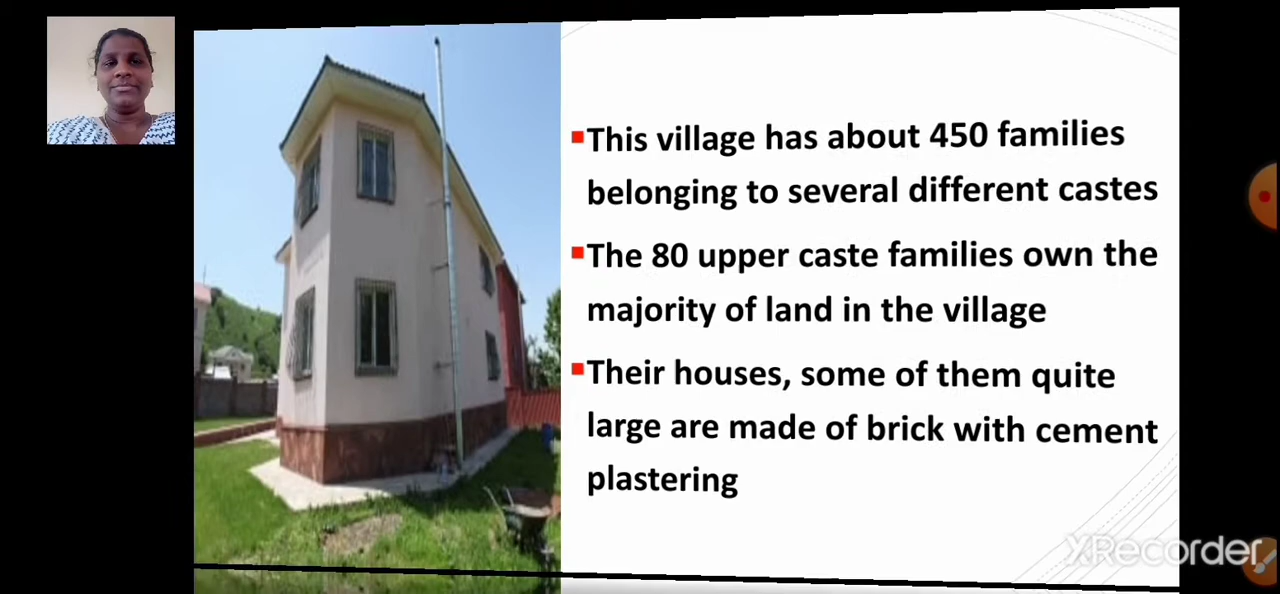 This village has about 450 families
belonging to several different castes
The 80 upper caste families own the
majority of land in the village
Their houses, some of them quite
large are made of brick with cement
plastering
XRecorder